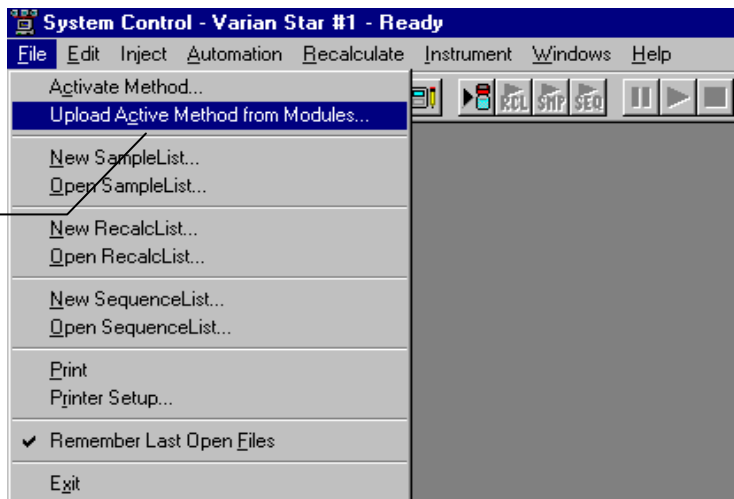 System Control - Varian Star #1 - Ready
File Edit Inject Automation Recalculate Instrument Windows Help
RCL SMP SEQ
Activate Method...
Upload Active Method from Modules...
New SampleList...
Open SampleList...
New RecalcList...
Open RecalcList...
New SequenceList...
Open SequenceList...
Print
Printer Setup...
Remember Last Open Files
Exit